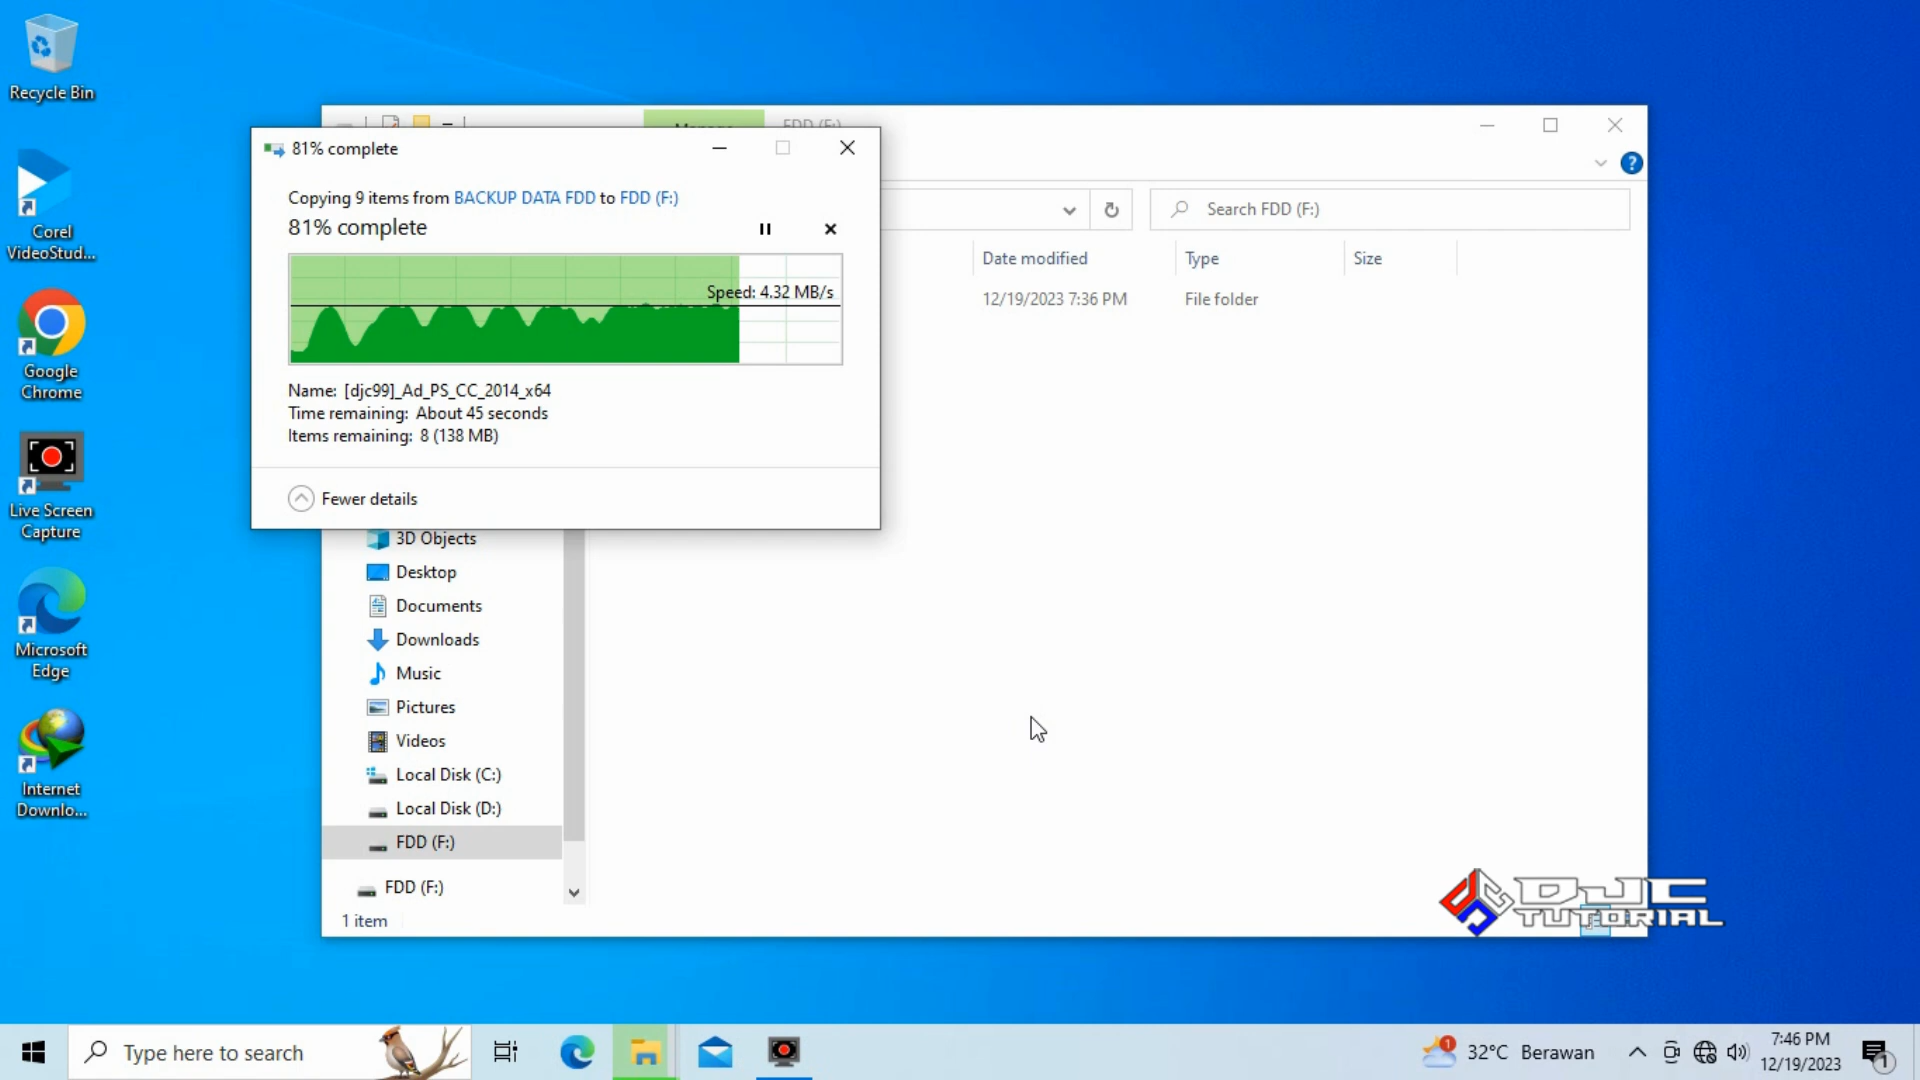 Recycle Bin
Corel
VideoStud...
Google
Chrome
Live Screen
Capture
Microsoft
Edge
Internet
Downlo...
Manage
FDD (F:)
81% complete
Copying 9 items from BACKUP DATA FDD to FDD (F:)
81% complete
Speed: 4.32 MB/s
Name: [djc99]_Ad_PS_CC_2014_x64
Time remaining: About 45 seconds
Items remaining: 8 (138 MB)
Fewer details
Search FDD (F:)
Date modified
Type
Size
12/19/2023 7:36 PM
File folder
3D Objects
Desktop
Documents
Downloads
Music
Pictures
Videos
Local Disk (C:)
Local Disk (D:)
FDD (F:)
FDD (F:)
1 item
DJC
TUTORIAL
Type here to search
1
32°C Berawan
7:46 PM
12/19/2023
1